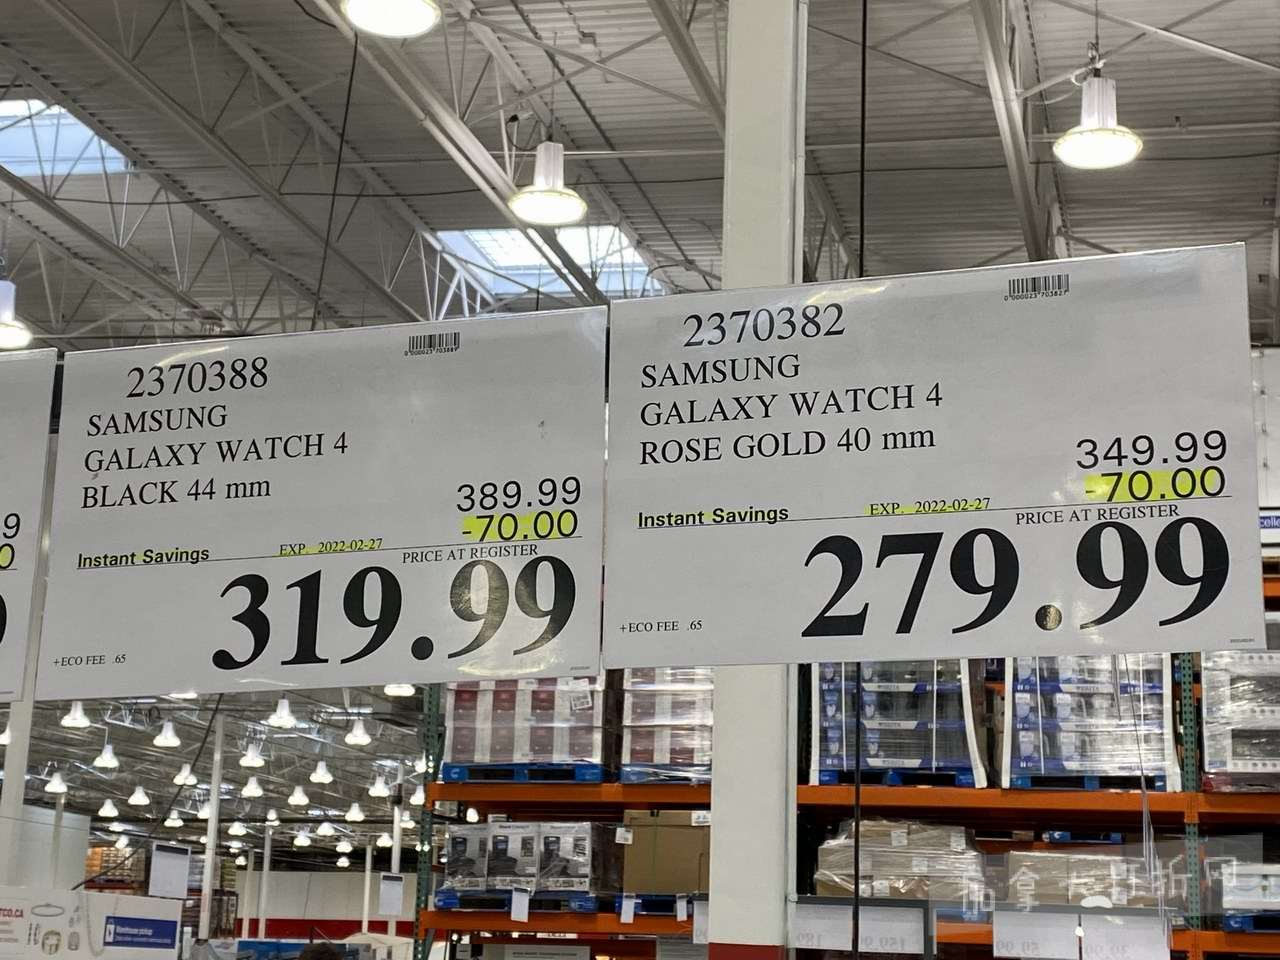 2370388
SAMSUNG
GALAXY WATCH 4
BLACK 44 mm
389.99
-70.00
Instant Savings
EXP. 2022-02-27
PRICE AT REGISTER
319.99
+ECO FEE .65
2370382
SAMSUNG
GALAXY WATCH 4
ROSE GOLD 40 mm
349.99
-70.00
Instant Savings
EXP. 2022-02-27
PRICE AT REGISTER
279.99
+ECO FEE .65
9
0